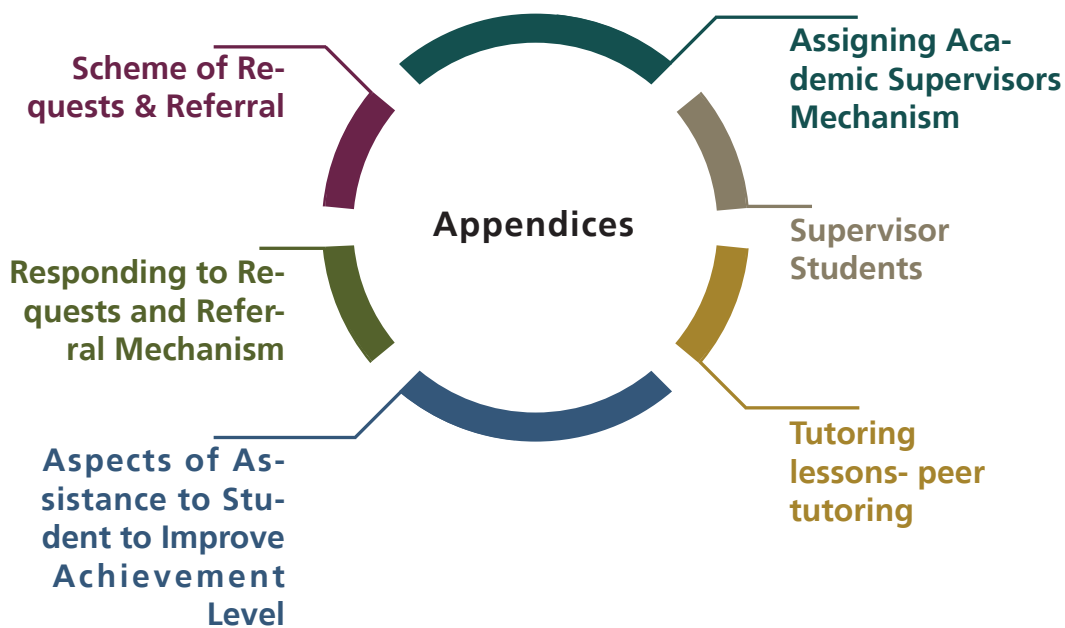 Appendices
Assigning Aca-
demic Supervisors
Mechanism
Supervisor
Students
Tutoring
lessons- peer
tutoring
Aspects of As-
sistance to Stu-
dent to Improve
Achievement
Level
Responding to Re-
quests and Refer-
ral Mechanism
Scheme of Re-
quests & Referral